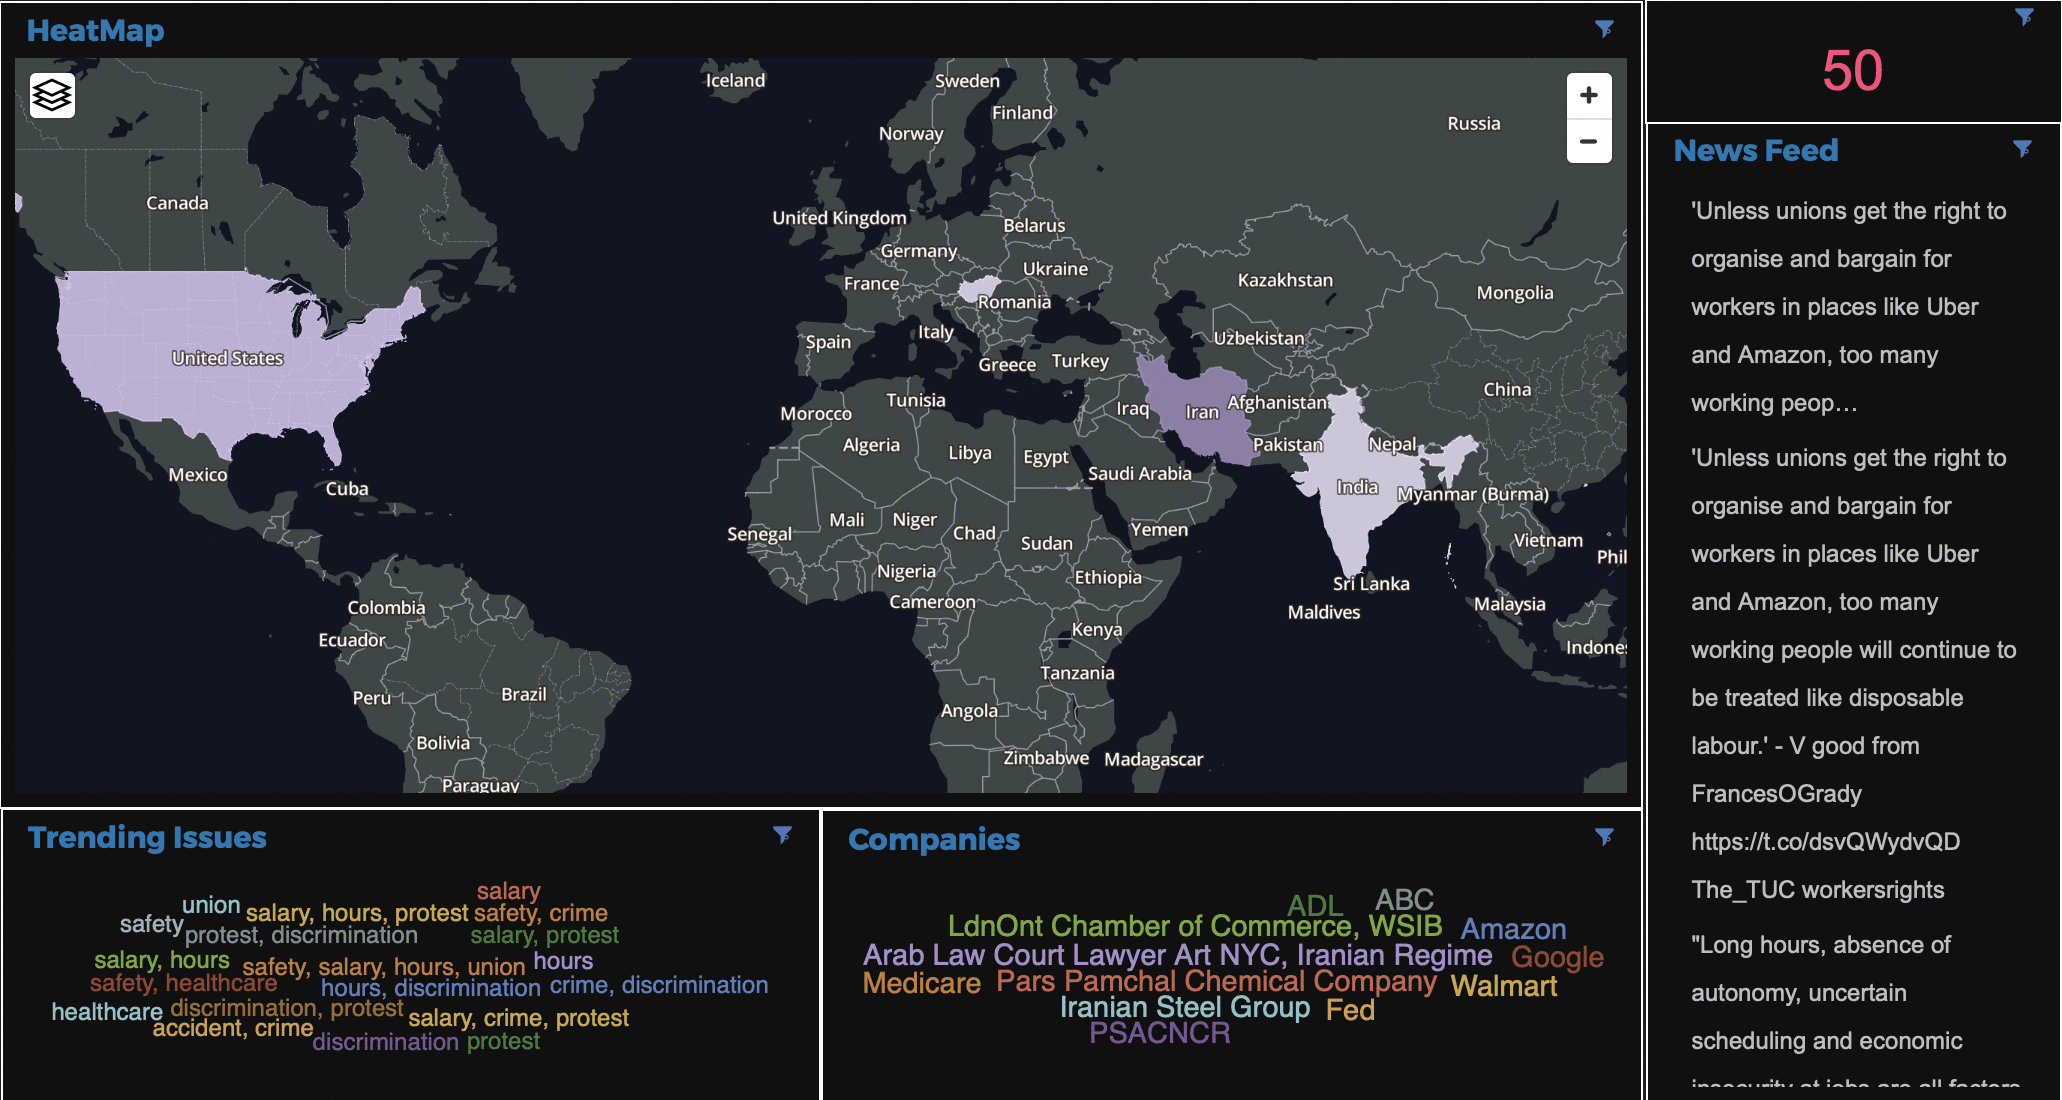 HeatMap
Iceland
Sweden
Finland
Norway
Russia
Canada
United Kingdom
Belarus
Germany
Ukraine
France
Kazakhstan
Mongolia
Romania
Italy
Spain
Uzbekistan
United States
Greece
Turkey
China
Tunisia
Afghanistan
Morocco
Iraq
Iran
Algeria
Libya
Egypt
Pakistan
Nepal
Saudi Arabia
Mexico
Cuba
India
Myanmar (Burma)
Mali
Niger
Chad
Senegal
Sudan
Yemen
Vietnam
Phil
Nigeria
Ethiopia
Sri Lanka
Cameroon
Colombia
Maldives
Malaysia
Ecuador
Kenya
Indones
Tanzania
Peru
Brazil
Angola
Bolivia
Zimbabwe
Madagascar
Paraguay
+
−
50
News Feed
'Unless unions get the right to
organise and bargain for
workers in places like Uber
and Amazon, too many
working peop…
'Unless unions get the right to
organise and bargain for
workers in places like Uber
and Amazon, too many
working people will continue to
be treated like disposable
labour.' - V good from
FrancesOGrady
https://t.co/dsvQWydvQD
The_TUC workersrights
"Long hours, absence of
autonomy, uncertain
scheduling and economic
insecurity at jobs are all factors
Trending Issues
salary
union
salary, hours, protest
safety, crime
safety
protest, discrimination
salary, protest
salary, hours
safety, salary, hours, union
hours
safety, healthcare
hours, discrimination
crime, discrimination
healthcare
discrimination, protest
salary, crime, protest
accident, crime
discrimination
protest
Companies
ADL
ABC
LdnOnt Chamber of Commerce, WSIB
Amazon
Arab Law Court Lawyer Art NYC, Iranian Regime
Google
Medicare
Pars Pamchal Chemical Company
Walmart
Iranian Steel Group
Fed
PSACNCR